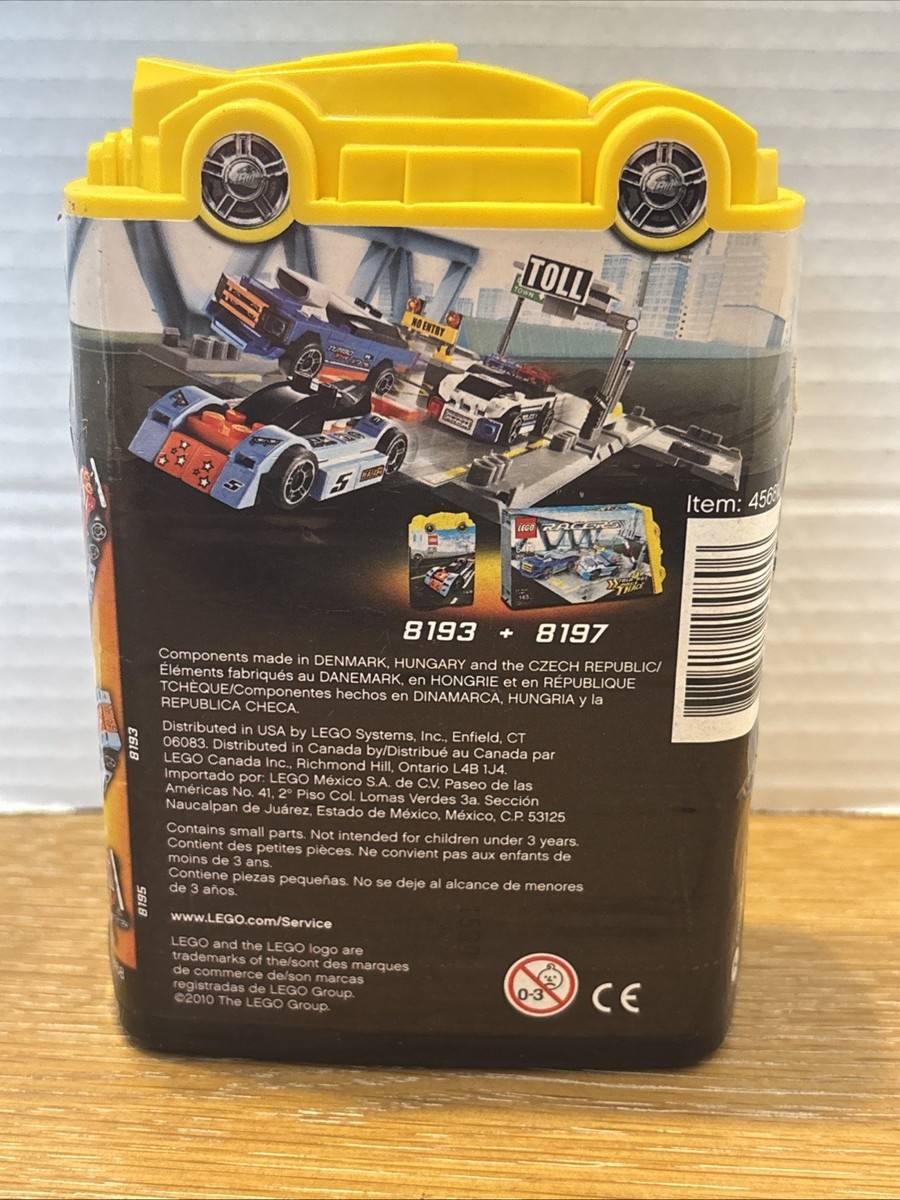 TOLL
TOWN
NO ENTRY
TURBO
5
5
Item: 4568
LEGO RACERS
8193 + 8197
Components made in DENMARK, HUNGARY and the CZECH REPUBLIC/
Éléments fabriqués au DANEMARK, en HONGRIE et en RÉPUBLIQUE
TCHÈQUE/Componentes hechos en DINAMARCA, HUNGRIA y la
REPUBLICA CHECA.
Distributed in USA by LEGO Systems, Inc., Enfield, CT
06083. Distributed in Canada by/Distribué au Canada par
LEGO Canada Inc., Richmond Hill, Ontario L4B 1J4.
Importado por: LEGO México S.A. de C.V. Paseo de las
Américas No. 41, 2º Piso Col. Lomas Verdes 3a. Sección
Naucalpan de Juárez, Estado de México, México, C.P. 53125
Contains small parts. Not intended for children under 3 years.
Contient des petites pièces. Ne convient pas aux enfants de
moins de 3 ans.
Contiene piezas pequeñas. No se deje al alcance de menores
de 3 años.
www.LEGO.com/Service
LEGO and the LEGO logo are
trademarks of the/sont des marques
de commerce de/son marcas
registradas de LEGO Group.
©2010 The LEGO Group.
0-3
CE
8193
8195